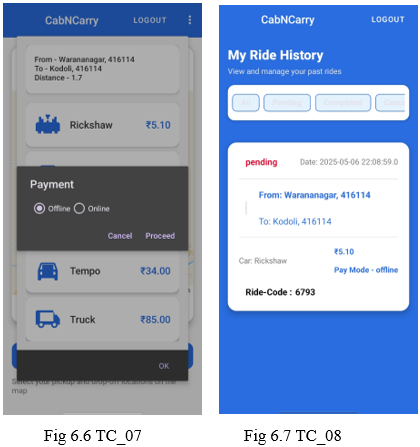 CabNCarry
LOGOUT
From - Warananagar, 416114
To - Kodoli, 416114
Distance - 1.7
Rickshaw ₹5.10
Payment
Offline Online
Cancel Proceed
Tempo ₹34.00
Truck ₹85.00
OK
Select your pickup and drop-off locations on the
map
Fig 6.6 TC_07
CabNCarry
LOGOUT
My Ride History
View and manage your past rides
All Pending Completed
pending Date: 2025-05-06 22:08:59.0
From: Warananagar, 416114
To: Kodoli, 416114
₹5.10
Car: Rickshaw
Pay Mode - offline
Ride-Code : 6793
Fig 6.7 TC_08